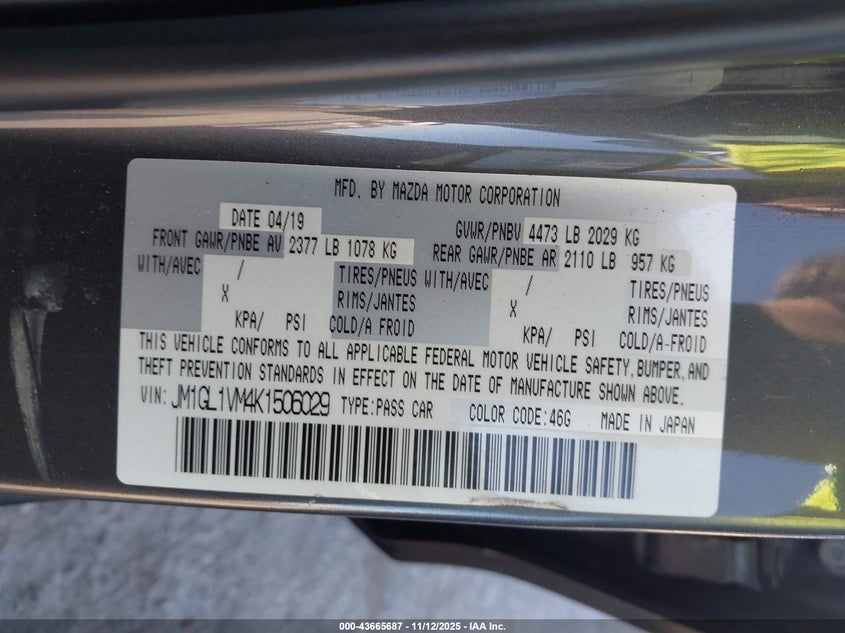 MFD. BY MAZDA MOTOR CORPORATION
DATE 04/19 GVWR/PNBV 4473 LB 2029 KG
FRONT GAWR/PNBE AV 2377 LB 1078 KG REAR GAWR/PNBE AR 2110 LB 957 KG
WITH/AVEC / TIRES/PNEUS WITH/AVEC / TIRES/PNEUS
X RIMS/JANTES X RIMS/JANTES
KPA/ PSI COLD/A FROID KPA/ PSI COLD/A-FROID
THIS VEHICLE CONFORMS TO ALL APPLICABLE FEDERAL MOTOR VEHICLE SAFETY, BUMPER, AND
THEFT PREVENTION STANDARDS IN EFFECT ON THE DATE OF MANUFACTURE SHOWN ABOVE.
VIN: JM1GL1VM4K1506029 TYPE:PASS CAR COLOR CODE:46G MADE IN JAPAN
000-43665687 - 11/12/2025 - IAA Inc.